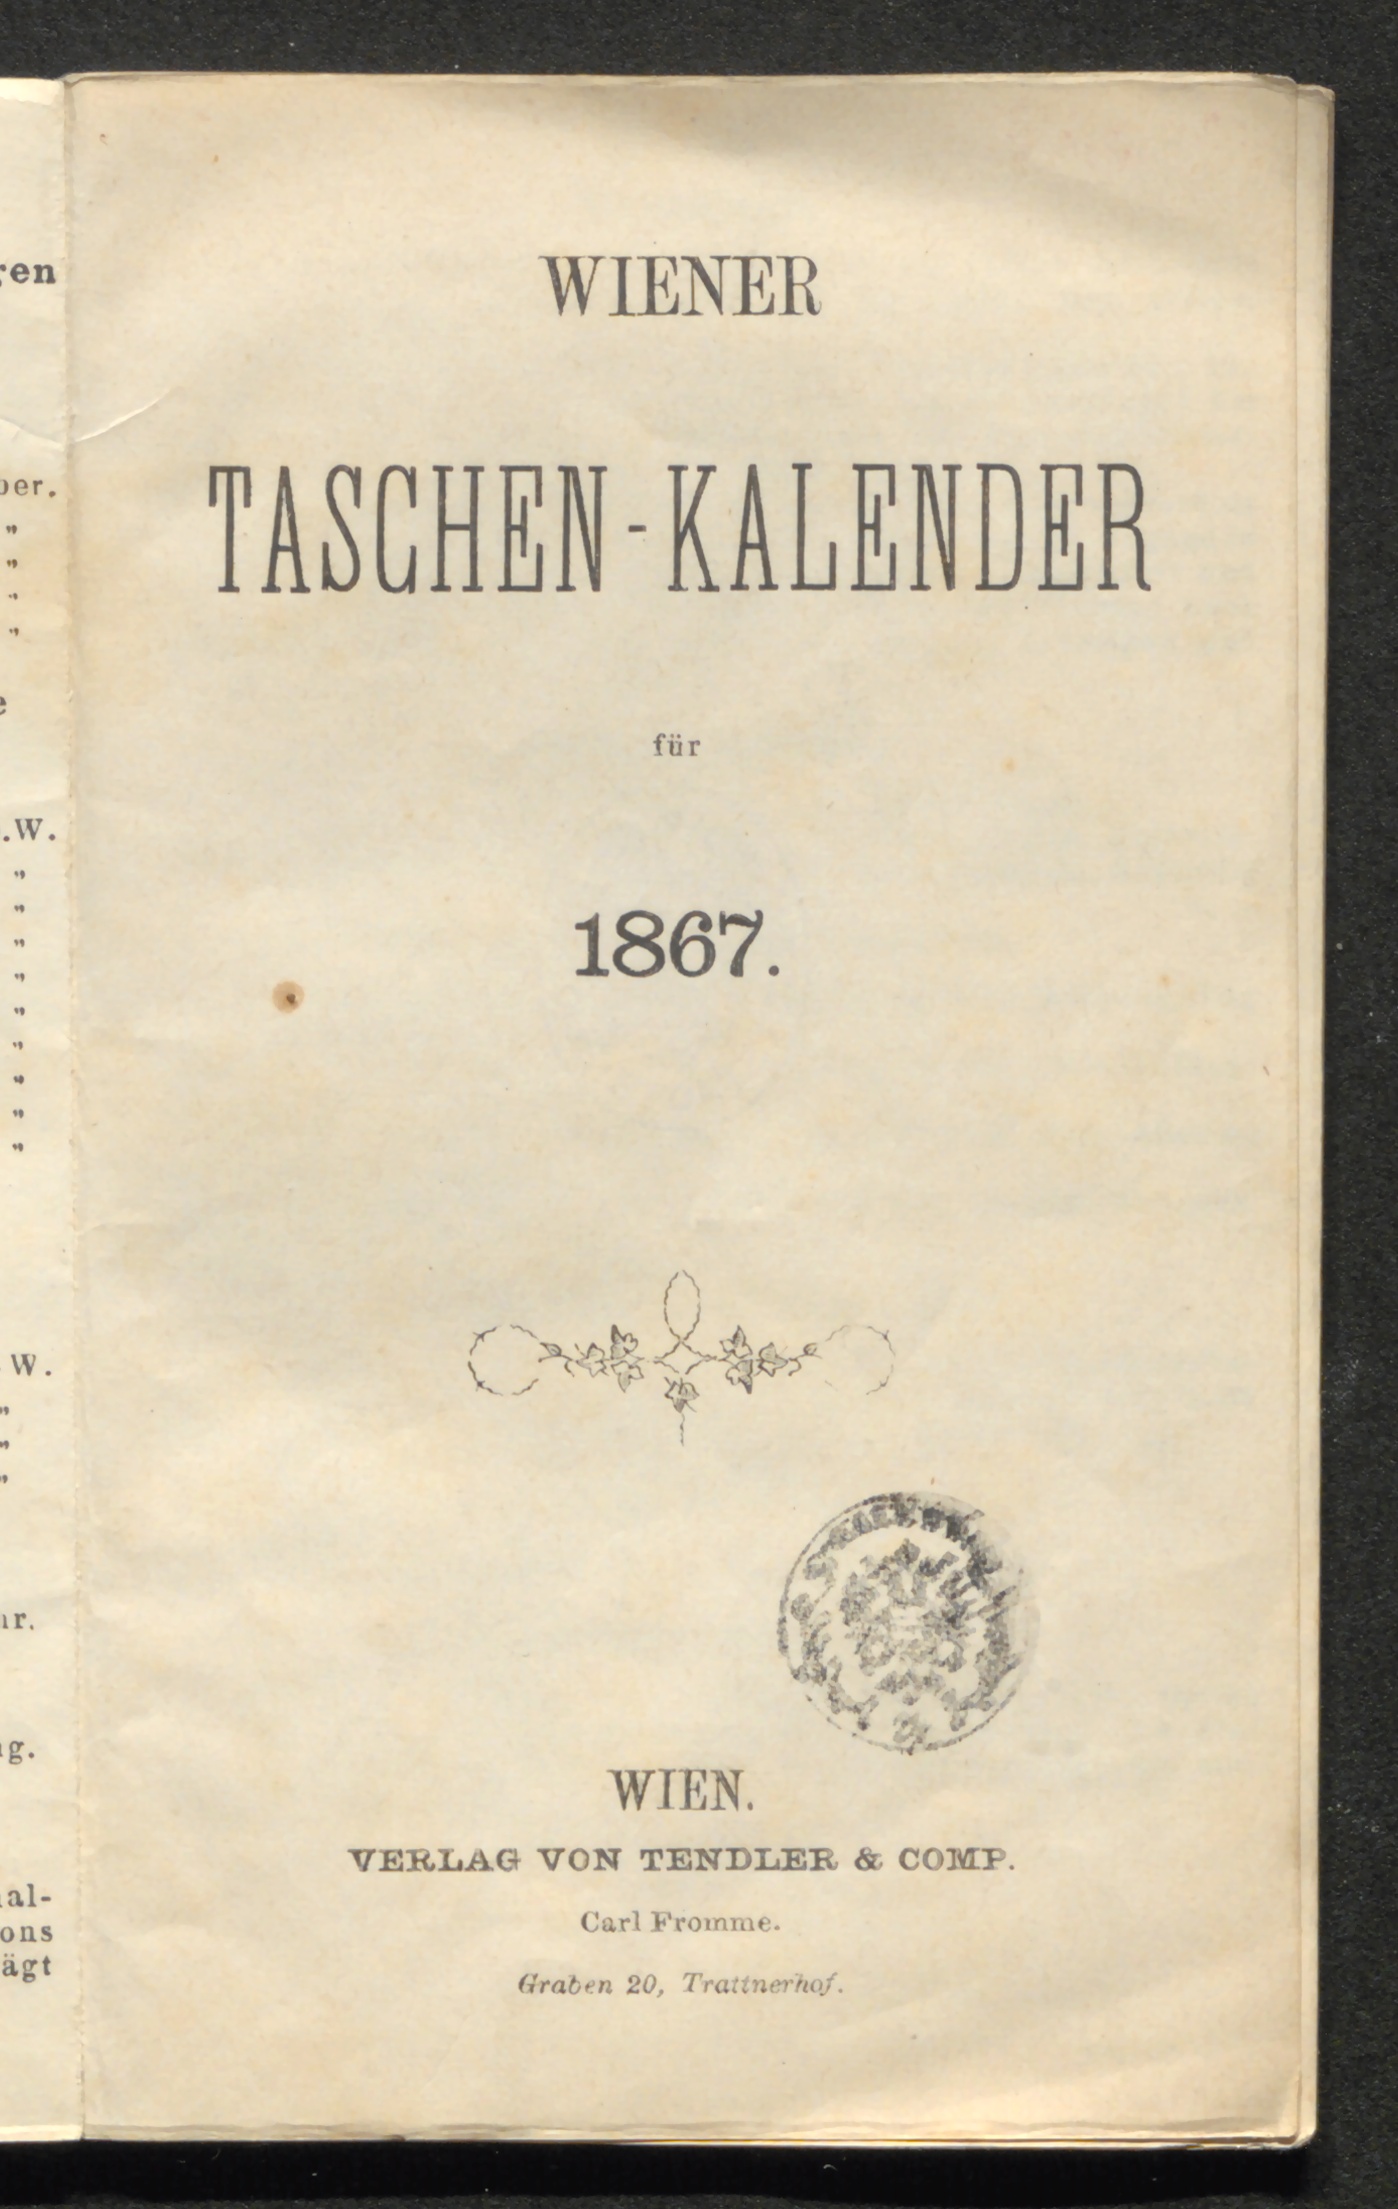 WIENER
TASCHEN-KALENDER
für
1867.
WIEN.
VERLAG VON TENDLER & COMP.
Carl Fromme.
Graben 20, Trattnerhof.